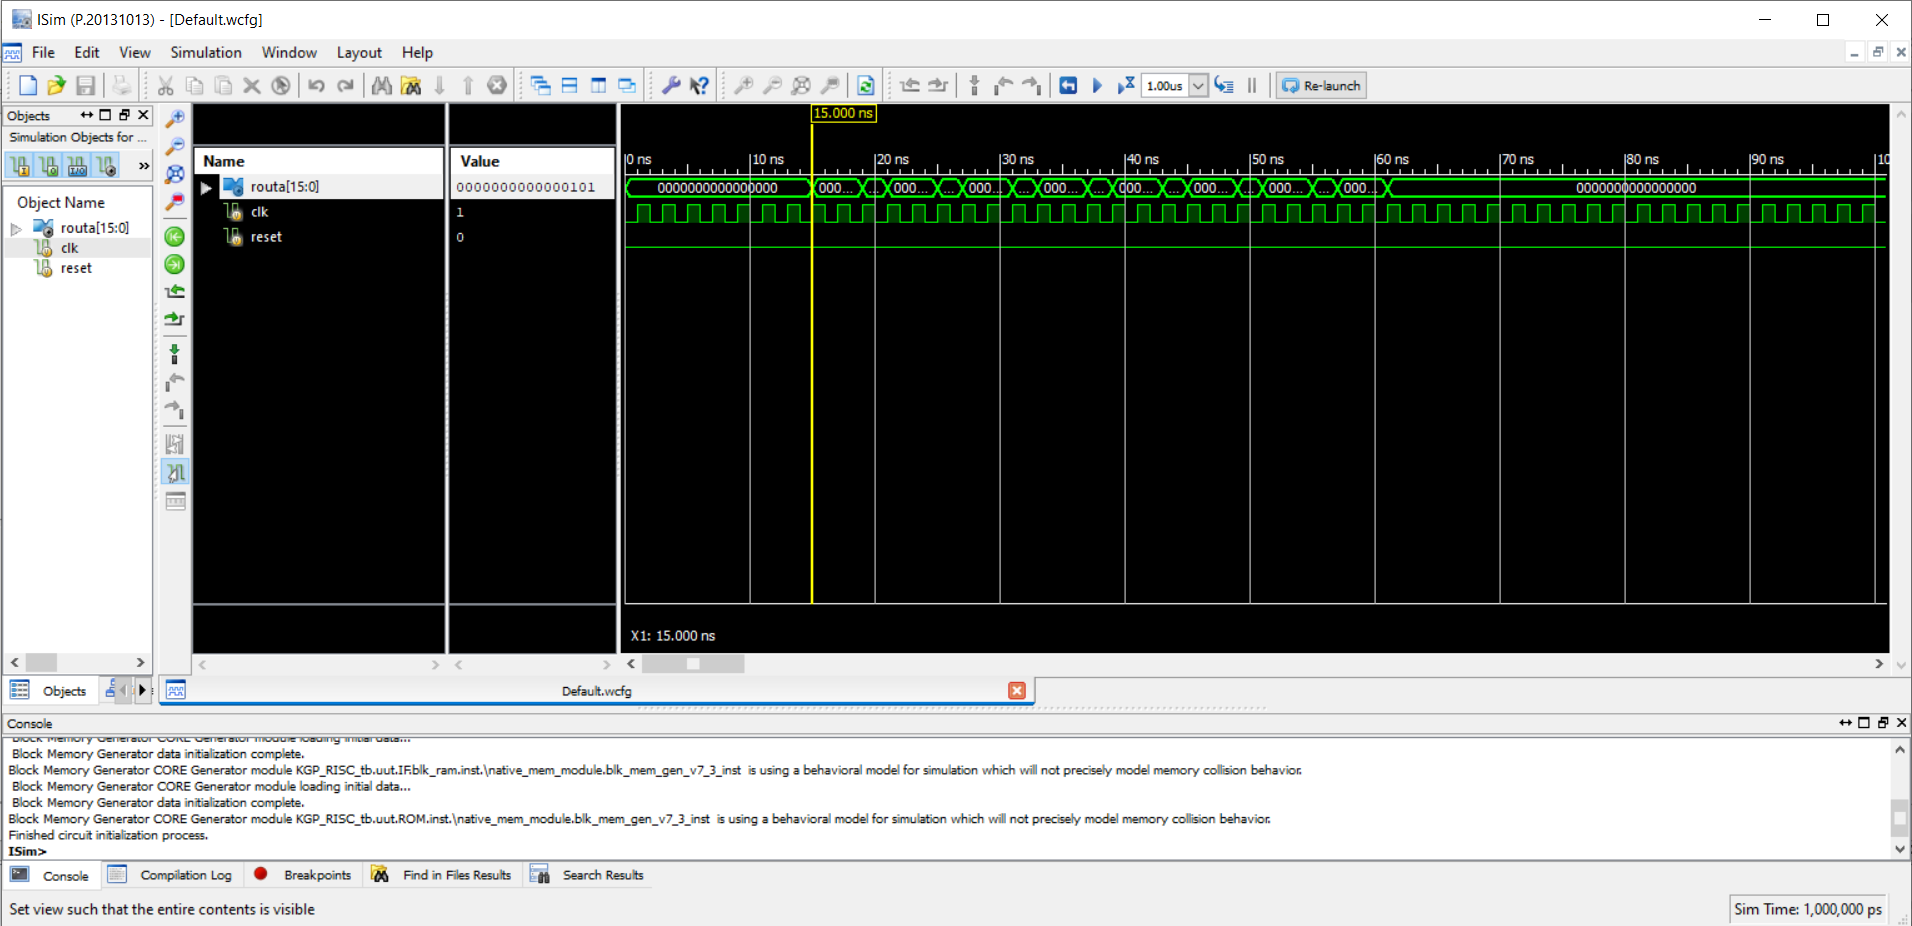 ISim (P.20131013) - [Default.wcfg]
File Edit View Simulation Window Layout Help
1.00us
Re-launch
Objects
Simulation Objects for ...
Object Name
routa[15:0]
clk
reset
Name
routa[15:0]
clk
reset
Value
0000000000000101
1
0
15.000 ns
0 ns 10 ns 20 ns 30 ns 40 ns 50 ns 60 ns 70 ns 80 ns 90 ns 10
0000000000000000 000... ... 000... ... 000... ... 000... ... 000... ... 000... ... 000... ... 000... 0000000000000000
X1: 15.000 ns
Objects
Default.wcfg
Console
Block Memory Generator CORE Generator module loading initial data...
Block Memory Generator data initialization complete.
Block Memory Generator CORE Generator module KGP_RISC_tb.uut.IF.blk_ram.inst.\native_mem_module.blk_mem_gen_v7_3_inst is using a behavioral model for simulation which will not precisely model memory collision behavior.
Block Memory Generator CORE Generator module loading initial data...
Block Memory Generator data initialization complete.
Block Memory Generator CORE Generator module KGP_RISC_tb.uut.ROM.inst.\native_mem_module.blk_mem_gen_v7_3_inst is using a behavioral model for simulation which will not precisely model memory collision behavior.
Finished circuit initialization process.
ISim>
Console Compilation Log Breakpoints Find in Files Results Search Results
Set view such that the entire contents is visible
Sim Time: 1,000,000 ps